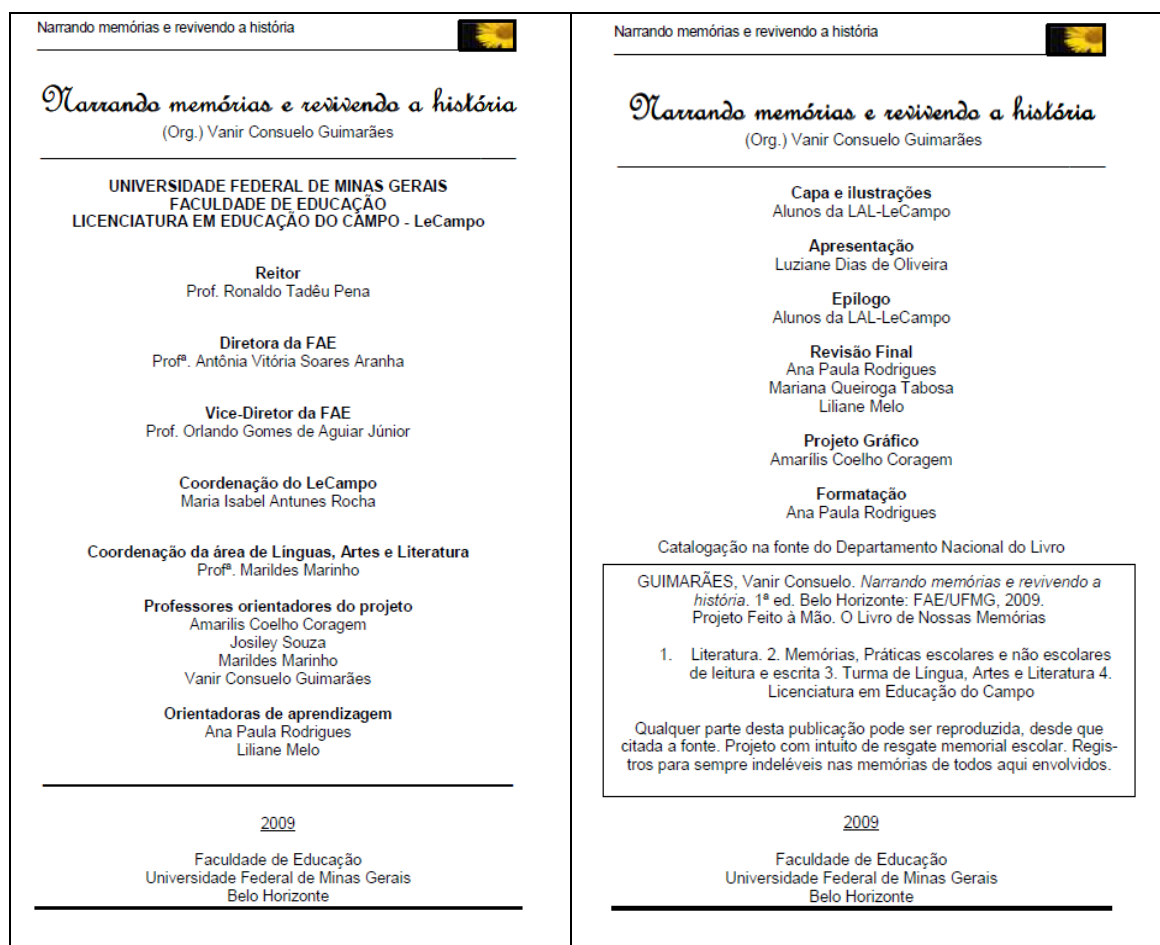 Narrando memórias e revivendo a história
Narrando memórias e revivendo a história
(Org.) Vanir Consuelo Guimarães
UNIVERSIDADE FEDERAL DE MINAS GERAIS
FACULDADE DE EDUCAÇÃO
LICENCIATURA EM EDUCAÇÃO DO CAMPO - LeCampo
Reitor
Prof. Ronaldo Tadêu Pena
Diretora da FAE
Profª. Antônia Vitória Soares Aranha
Vice-Diretor da FAE
Prof. Orlando Gomes de Aguiar Júnior
Coordenação do LeCampo
Maria Isabel Antunes Rocha
Coordenação da área de Línguas, Artes e Literatura
Profª. Marildes Marinho
Professores orientadores do projeto
Amarilis Coelho Coragem
Josiley Souza
Marildes Marinho
Vanir Consuelo Guimarães
Orientadoras de aprendizagem
Ana Paula Rodrigues
Liliane Melo
2009
Faculdade de Educação
Universidade Federal de Minas Gerais
Belo Horizonte
Narrando memórias e revivendo a história
Narrando memórias e revivendo a história
(Org.) Vanir Consuelo Guimarães
Capa e ilustrações
Alunos da LAL-LeCampo
Apresentação
Luziane Dias de Oliveira
Epílogo
Alunos da LAL-LeCampo
Revisão Final
Ana Paula Rodrigues
Mariana Queiroga Tabosa
Liliane Melo
Projeto Gráfico
Amarílis Coelho Coragem
Formatação
Ana Paula Rodrigues
Catalogação na fonte do Departamento Nacional do Livro
GUIMARÃES, Vanir Consuelo. Narrando memórias e revivendo a
história. 1ª ed. Belo Horizonte: FAE/UFMG, 2009.
Projeto Feito à Mão. O Livro de Nossas Memórias
1. Literatura. 2. Memórias, Práticas escolares e não escolares
de leitura e escrita 3. Turma de Língua, Artes e Literatura 4.
Licenciatura em Educação do Campo
Qualquer parte desta publicação pode ser reproduzida, desde que
citada a fonte. Projeto com intuito de resgate memorial escolar. Regis-
tros para sempre indeléveis nas memórias de todos aqui envolvidos.
2009
Faculdade de Educação
Universidade Federal de Minas Gerais
Belo Horizonte